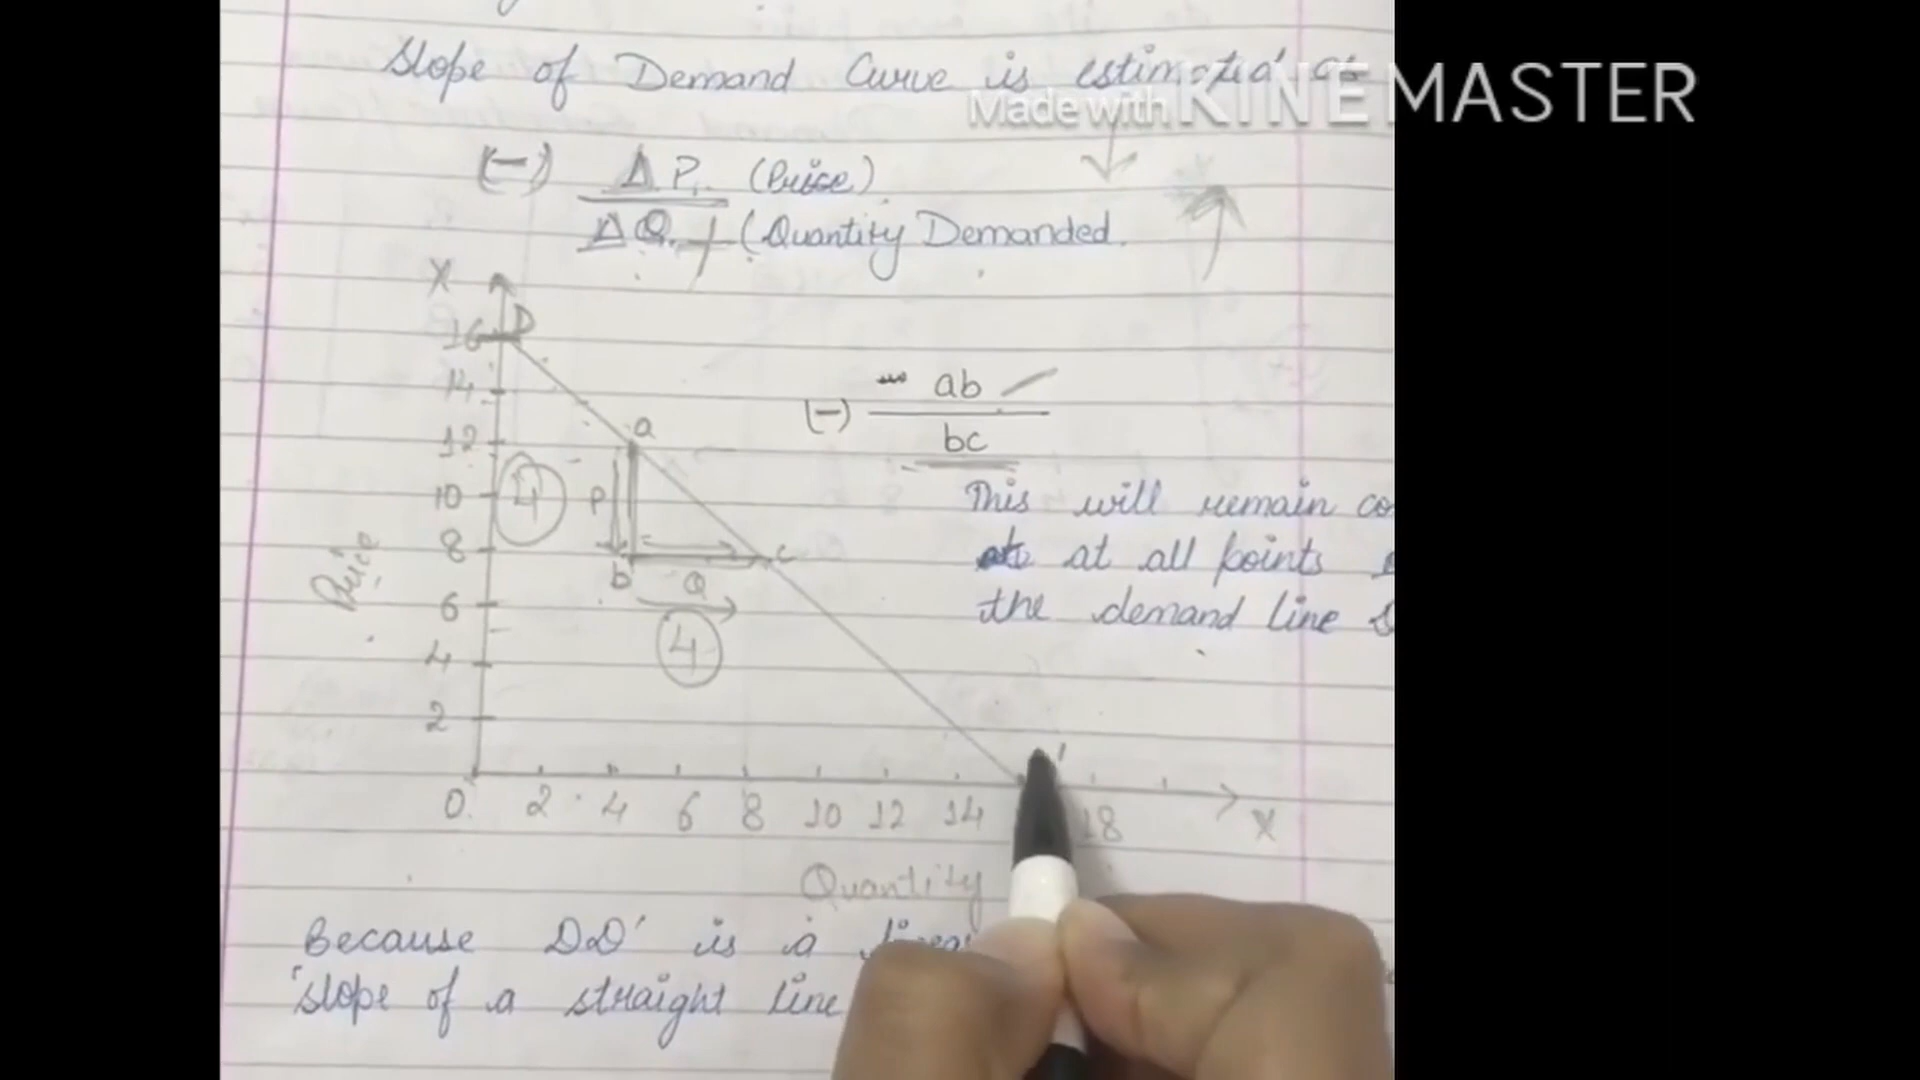 Slope of Demand Curve is estimated as
Made with KINEMASTER
(-) ΔP (Price)
ΔQ (Quantity Demanded
X
16 D
14
12 a
(-) ab
bc
10 4 P
This will remain
8 b c
at all points
Q
6
the demand line
4
4
2
0 2 4 6 8 10 12 14 18 X
Price
Quantity
Because DD' is a
slope of a straight line